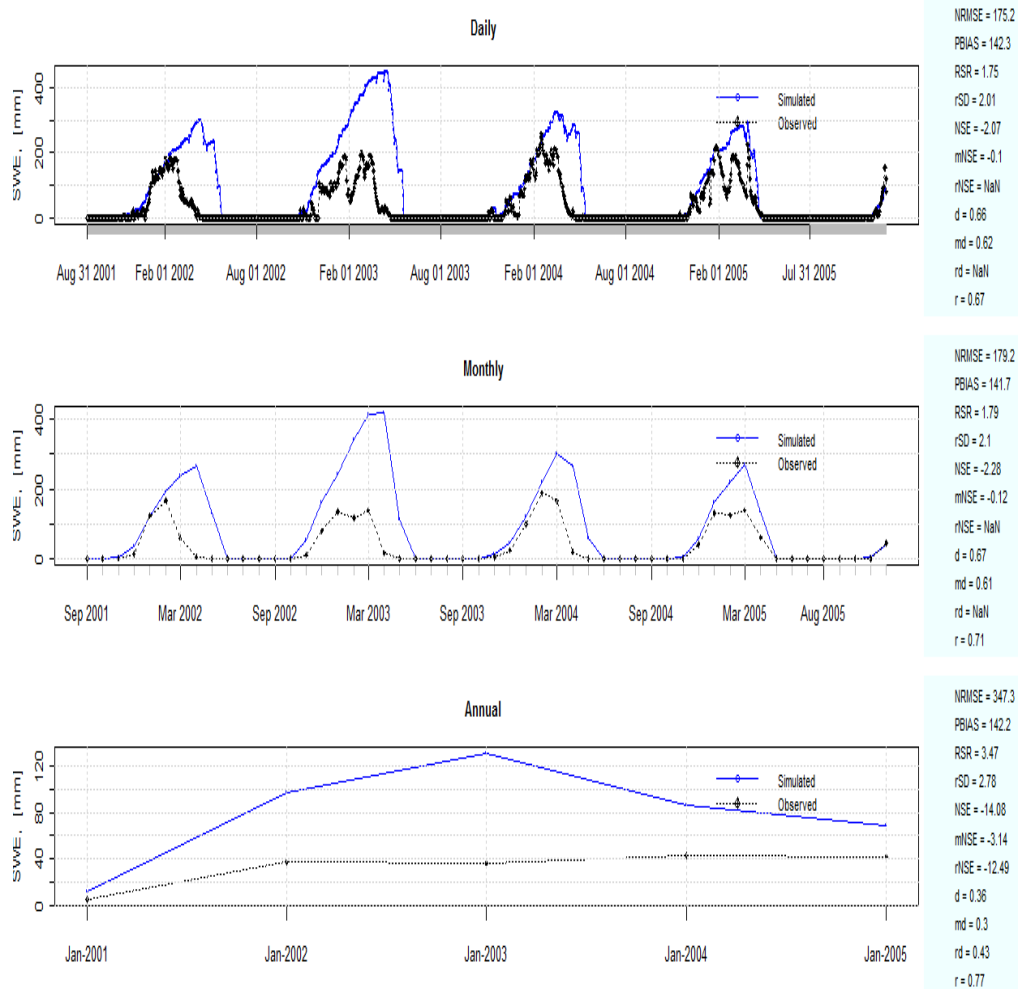 Daily
SWE, [mm]
400
200
0
Simulated
Observed
Aug 31 2001 Feb 01 2002 Aug 01 2002 Feb 01 2003 Aug 01 2003 Feb 01 2004 Aug 01 2004 Feb 01 2005 Jul 31 2005
NRMSE = 175.2
PBIAS = 142.3
RSR = 1.75
rSD = 2.01
NSE = -2.07
mNSE = -0.1
rNSE = NaN
d = 0.66
md = 0.62
rd = NaN
r = 0.67
Monthly
SWE, [mm]
400
200
0
Simulated
Observed
Sep 2001 Mar 2002 Sep 2002 Mar 2003 Sep 2003 Mar 2004 Sep 2004 Mar 2005 Aug 2005
NRMSE = 179.2
PBIAS = 141.7
RSR = 1.79
rSD = 2.1
NSE = -2.28
mNSE = -0.12
rNSE = NaN
d = 0.67
md = 0.61
rd = NaN
r = 0.71
Annual
SWE, [mm]
120
80
40
0
Simulated
Observed
Jan-2001 Jan-2002 Jan-2003 Jan-2004 Jan-2005
NRMSE = 347.3
PBIAS = 142.2
RSR = 3.47
rSD = 2.78
NSE = -14.08
mNSE = -3.14
rNSE = -12.49
d = 0.36
md = 0.3
rd = 0.43
r = 0.77